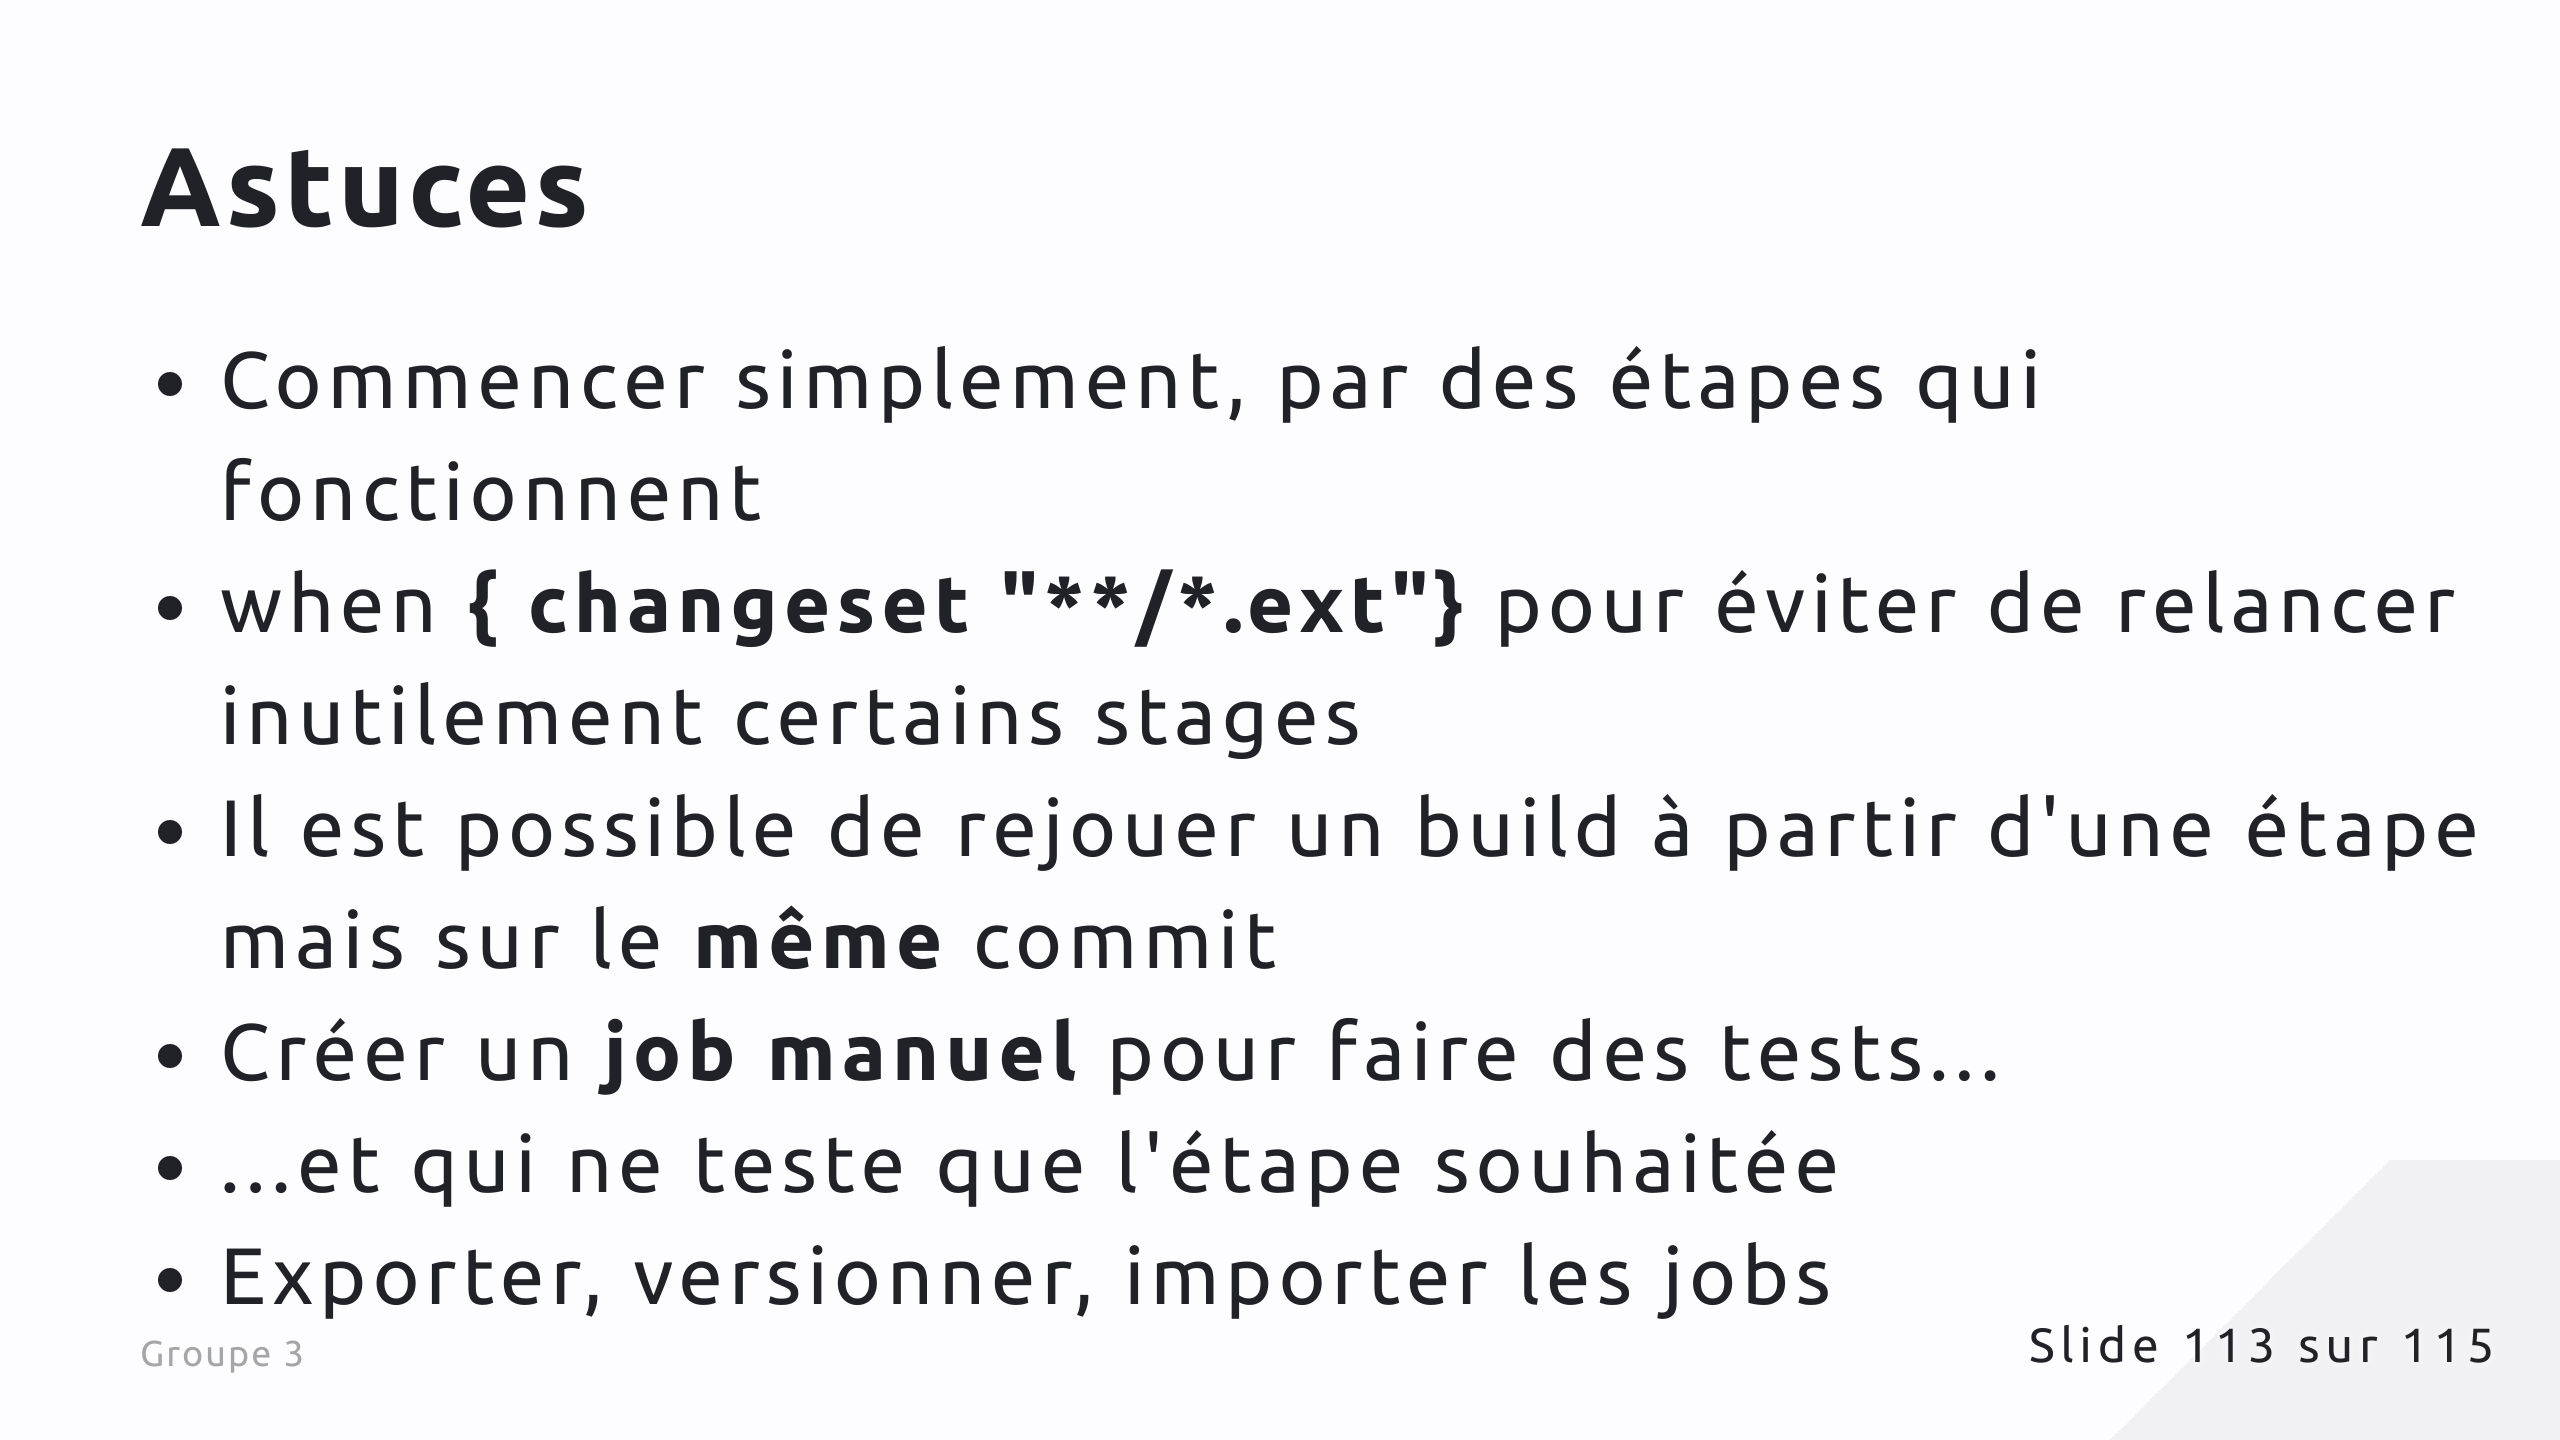 Astuces
• Commencer simplement, par des étapes qui
fonctionnent
• when { changeset "**/*.ext"} pour éviter de relancer
inutilement certains stages
• Il est possible de rejouer un build à partir d'une étape
mais sur le même commit
• Créer un job manuel pour faire des tests...
• ...et qui ne teste que l'étape souhaitée
• Exporter, versionner, importer les jobs
Groupe 3
Slide 113 sur 115